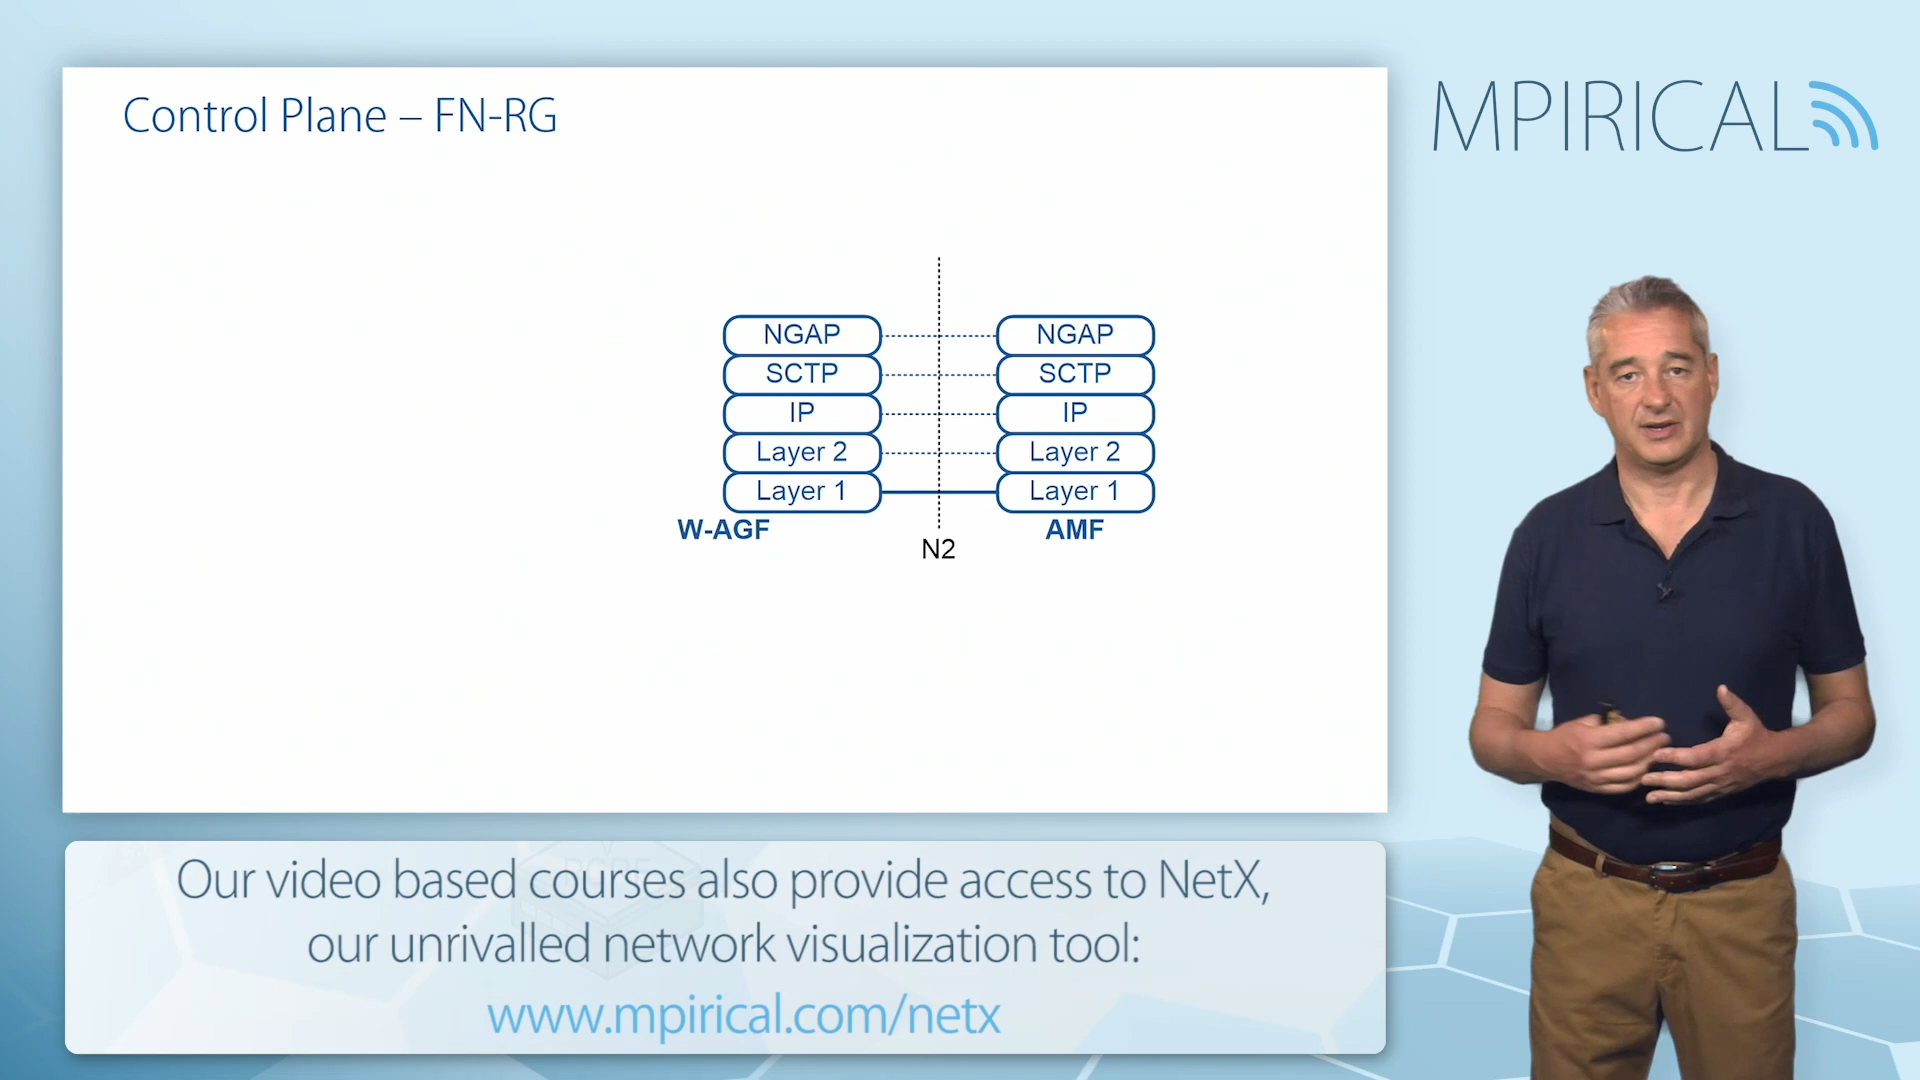 Control Plane – FN-RG
MPIRICAL
NGAP NGAP
SCTP SCTP
IP IP
Layer 2 Layer 2
Layer 1 Layer 1
W-AGF AMF
N2
Our video based courses also provide access to NetX,
our unrivalled network visualization tool:
www.mpirical.com/netx